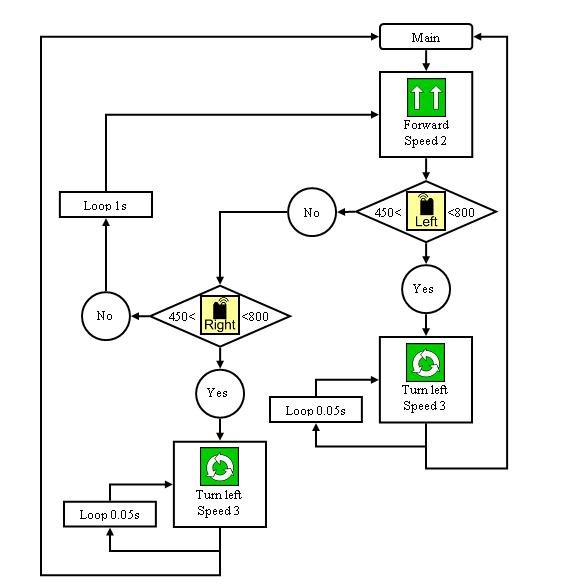 Main
Forward
Speed 2
450< Left <800
No
Loop 1s
Yes
No
450< Right <800
Turn left
Speed 3
Loop 0.05s
Yes
Turn left
Speed 3
Loop 0.05s